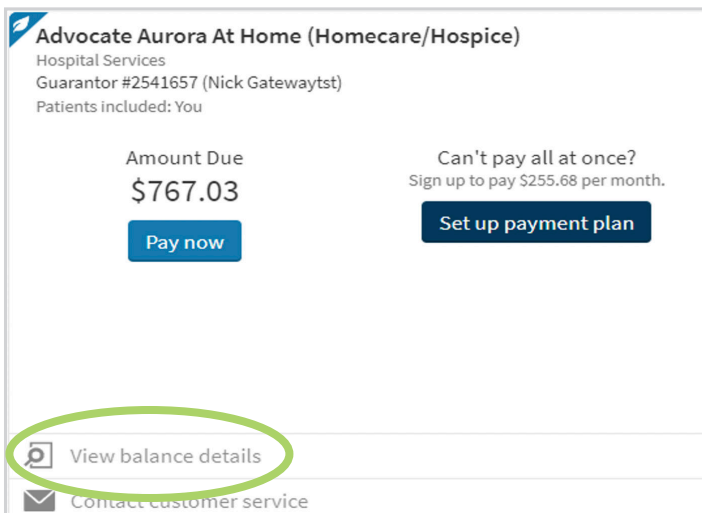 Advocate Aurora At Home (Homecare/Hospice)
Hospital Services
Guarantor #2541657 (Nick Gatewaytst)
Patients included: You
Amount Due
$767.03
Pay now
Can't pay all at once?
Sign up to pay $255.68 per month.
Set up payment plan
View balance details
Contact customer service